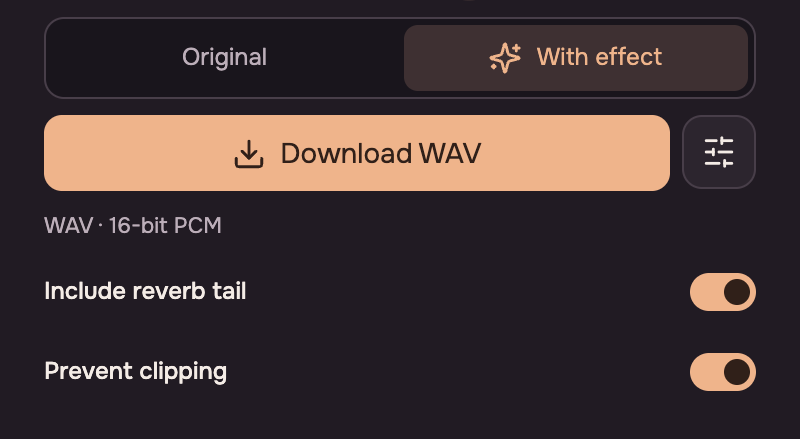 Original
With effect
Download WAV
WAV · 16-bit PCM
Include reverb tail
Prevent clipping